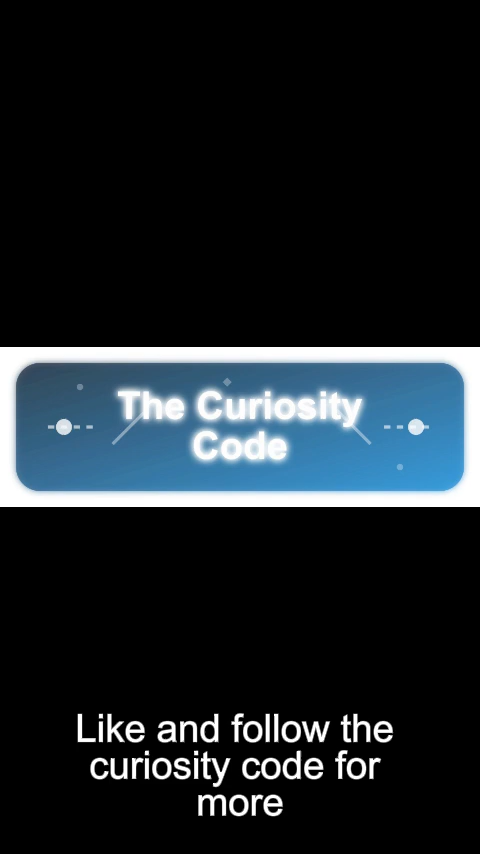 The Curiosity
Code
Like and follow the
curiosity code for
more